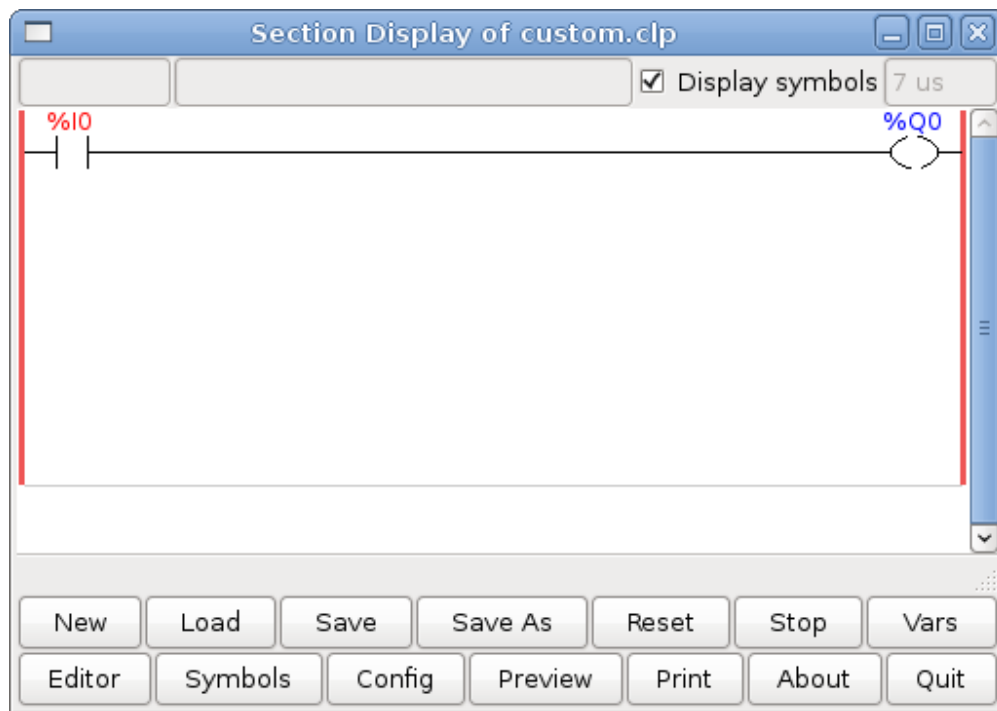 Section Display of custom.clp
Display symbols 7 us
%I0 %Q0
New Load Save Save As Reset Stop Vars
Editor Symbols Config Preview Print About Quit